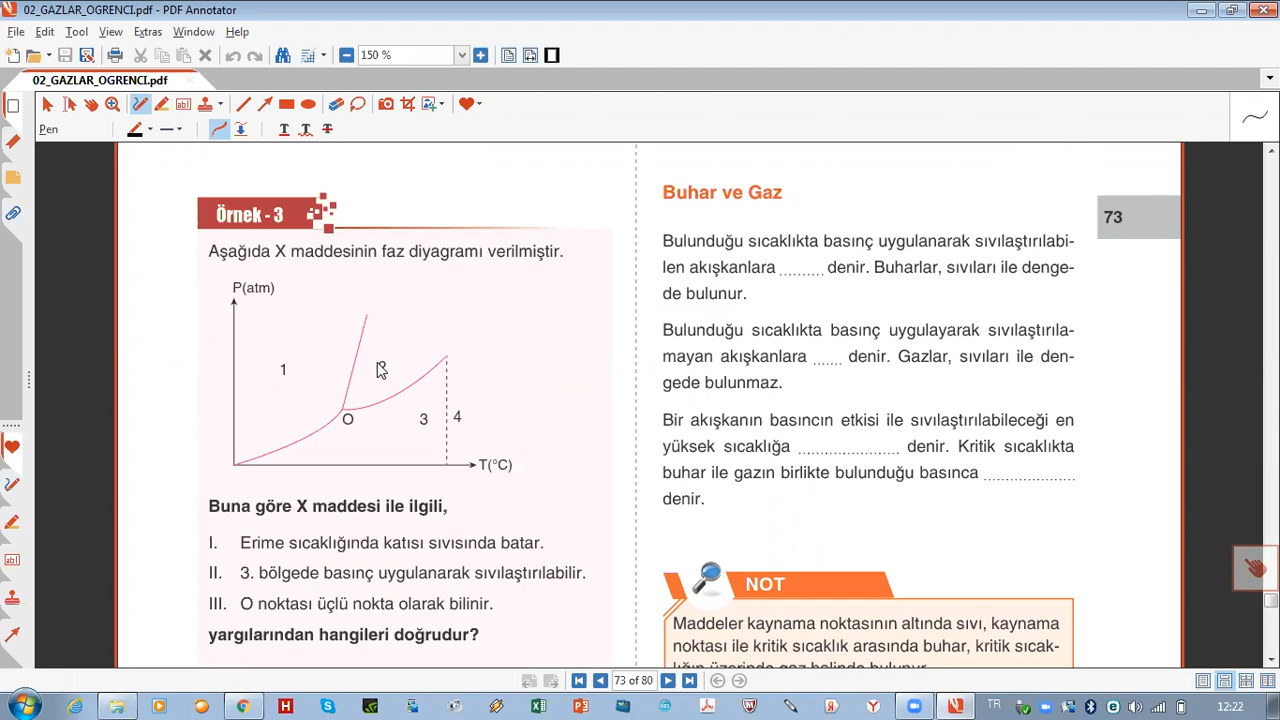 02_GAZLAR_OGRENCI.pdf - PDF Annotator
File Edit Tool View Extras Window Help
150 %
02_GAZLAR_OGRENCI.pdf
Pen
Örnek - 3
Aşağıda X maddesinin faz diyagramı verilmiştir.
P(atm)
1
O
3
4
T(°C)
Buna göre X maddesi ile ilgili,
I. Erime sıcaklığında katısı sıvısında batar.
II. 3. bölgede basınç uygulanarak sıvılaştırılabilir.
III. O noktası üçlü nokta olarak bilinir.
yargılarından hangileri doğrudur?
Buhar ve Gaz
73
Bulunduğu sıcaklıkta basınç uygulanarak sıvılaştırılabi-
len akışkanlara .......... denir. Buharlar, sıvıları ile denge-
de bulunur.
Bulunduğu sıcaklıkta basınç uygulayarak sıvılaştırıla-
mayan akışkanlara ....... denir. Gazlar, sıvıları ile den-
gede bulunmaz.
Bir akışkanın basıncın etkisi ile sıvılaştırılabileceği en
yüksek sıcaklığa ....................... denir. Kritik sıcaklıkta
buhar ile gazın birlikte bulunduğu basınca .....................
denir.
NOT
Maddeler kaynama noktasının altında sıvı, kaynama
noktası ile kritik sıcaklık arasında buhar, kritik sıcak-
lığın üzerinde gaz halinde bulunur.
73 of 80
TR
12:22